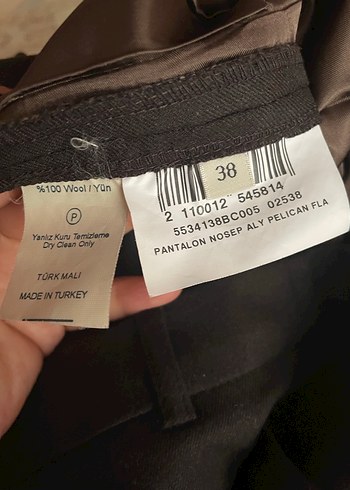 %100 Wool / Yün
P
Yanlız Kuru Temizleme
Dry Clean Only
TÜRK MALI
MADE IN TURKEY
38
2 110012 545814
5534138BC005 02538
PANTALON NOSEP ALY PELICAN FLA